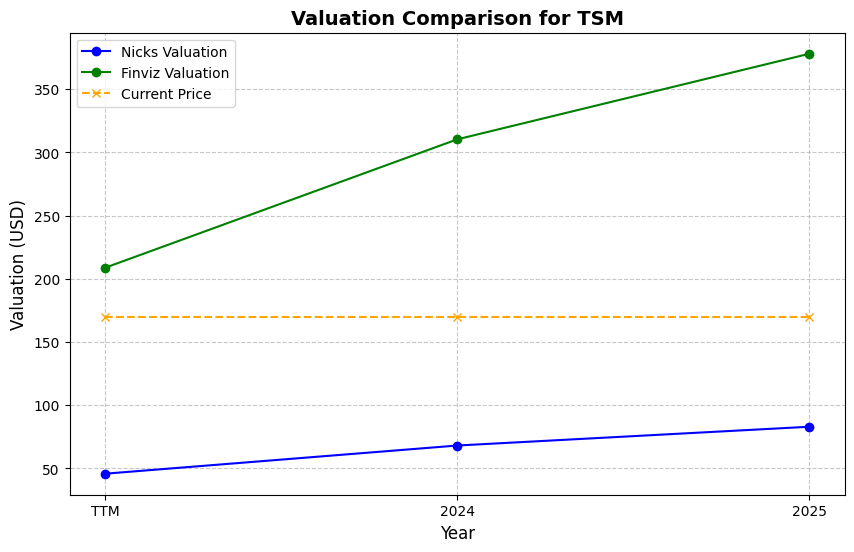 Valuation Comparison for TSM
Nicks Valuation
Finviz Valuation
Current Price
Valuation (USD)
350
300
250
200
150
100
50
TTM
2024
2025
Year